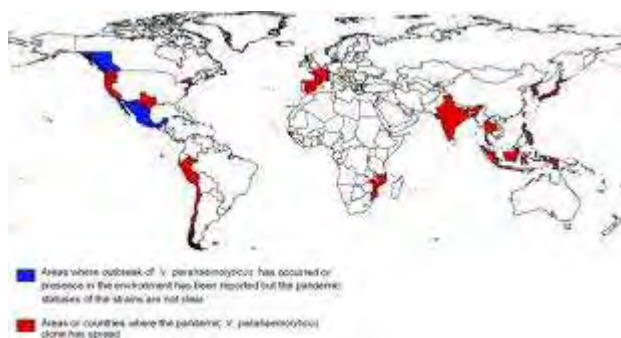 Areas where outbreak of V. parahaemolyticus has occurred or
presence in the environment has been reported but the pandemic
statuses of the strains are not clear
Areas or countries where the pandemic V. parahaemolyticus
clone has spread